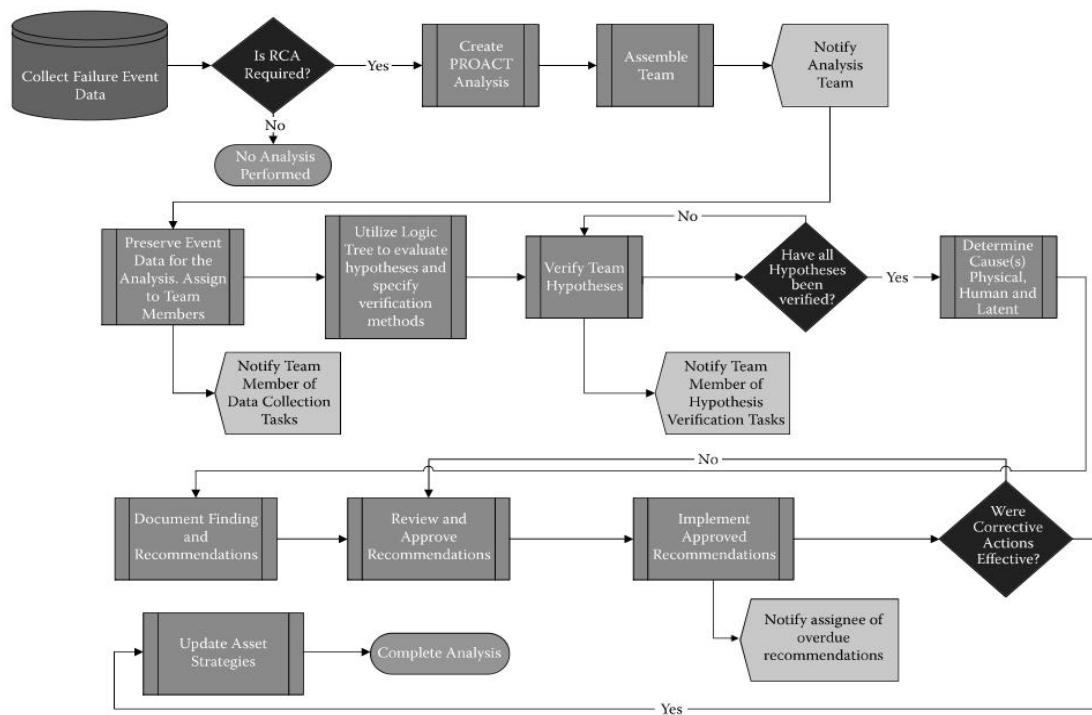 Collect Failure Event
Data
Is RCA
Required?
Yes
Create
PROACT
Analysis
Assemble
Team
Notify
Analysis
Team
No
No Analysis
Performed
Preserve Event
Data for the
Analysis. Assign
to Team
Members
Utilize Logic
Tree to evaluate
hypotheses and
specify
verification
methods
Verify Team
Hypotheses
No
Have all
Hypotheses
been
verified?
Yes
Determine
Cause(s)
Physical,
Human and
Latent
Notify Team
Member of
Data Collection
Tasks
Notify Team
Member of
Hypothesis
Verification Tasks
No
Document Finding
and
Recommendations
Review and
Approve
Recommendations
Implement
Approved
Recommendations
Were
Corrective
Actions
Effective?
Notify assignee of
overdue
recommendations
Update Asset
Strategies
Complete Analysis
Yes